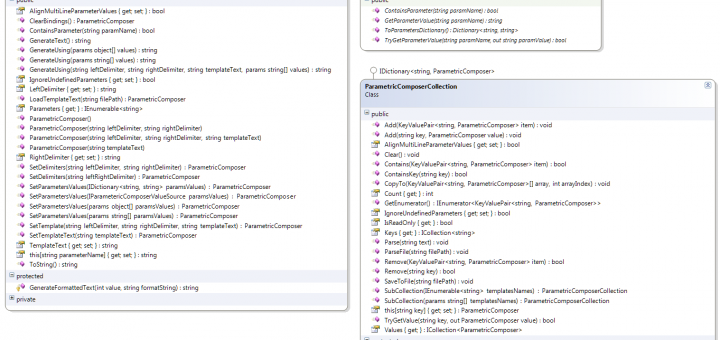 AlignMultiLineParameterValues { get; set; } : bool
ClearBindings() : ParametricComposer
ContainsParameter(string paramName) : bool
GenerateText() : string
GenerateUsing(params object[] values) : string
GenerateUsing(params string[] values) : string
GenerateUsing(string leftDelimiter, string rightDelimiter, string templateText, params string[] values) : string
IgnoreUndefinedParameters { get; set; } : bool
LeftDelimiter { get; set; } : string
LoadTemplateText(string filePath) : ParametricComposer
Parameters { get; } : IEnumerable<string>
ParametricComposer()
ParametricComposer(string leftDelimiter, string rightDelimiter)
ParametricComposer(string leftDelimiter, string rightDelimiter, string templateText)
ParametricComposer(string templateText)
RightDelimiter { get; set; } : string
SetDelimiters(string leftDelimiter, string rightDelimiter) : ParametricComposer
SetDelimiters(string leftRightDelimiter) : ParametricComposer
SetParametersValues(IDictionary<string, string> paramsValues) : ParametricComposer
SetParametersValues(IParametericComposerValueSource paramsValues) : ParametricComposer
SetParametersValues(params object[] paramsValues) : ParametricComposer
SetParametersValues(params string[] paramsValues) : ParametricComposer
SetTemplate(string leftDelimiter, string rightDelimiter, string templateText) : ParametricComposer
SetTemplateText(string templateText) : ParametricComposer
TemplateText { get; set; } : string
this[string parameterName] { get; set; } : string
ToString() : string
protected
GenerateFormattedText(int value, string formatString) : string
private
public
ContainsParameter(string paramName) : bool
GetParameterValue(string paramName) : string
ToParametersDictionary() : Dictionary<string, string>
TryGetParameterValue(string paramName, out string paramValue) : bool
IDictionary<string, ParametricComposer>
ParametricComposerCollection
Class
public
Add(KeyValuePair<string, ParametricComposer> item) : void
Add(string key, ParametricComposer value) : void
AlignMultiLineParameterValues { get; set; } : bool
Clear() : void
Contains(KeyValuePair<string, ParametricComposer> item) : bool
ContainsKey(string key) : bool
CopyTo(KeyValuePair<string, ParametricComposer>[] array, int arrayIndex) : void
Count { get; } : int
GetEnumerator() : IEnumerator<KeyValuePair<string, ParametricComposer>>
IgnoreUndefinedParameters { get; set; } : bool
IsReadOnly { get; } : bool
Keys { get; } : ICollection<string>
Parse(string text) : void
ParseFile(string filePath) : void
Remove(KeyValuePair<string, ParametricComposer> item) : bool
Remove(string key) : bool
SaveToFile(string filePath) : void
SubCollection(IEnumerable<string> templatesNames) : ParametricComposerCollection
SubCollection(params string[] templatesNames) : ParametricComposerCollection
this[string key] { get; set; } : ParametricComposer
TryGetValue(string key, out ParametricComposer value) : bool
Values { get; } : ICollection<ParametricComposer>